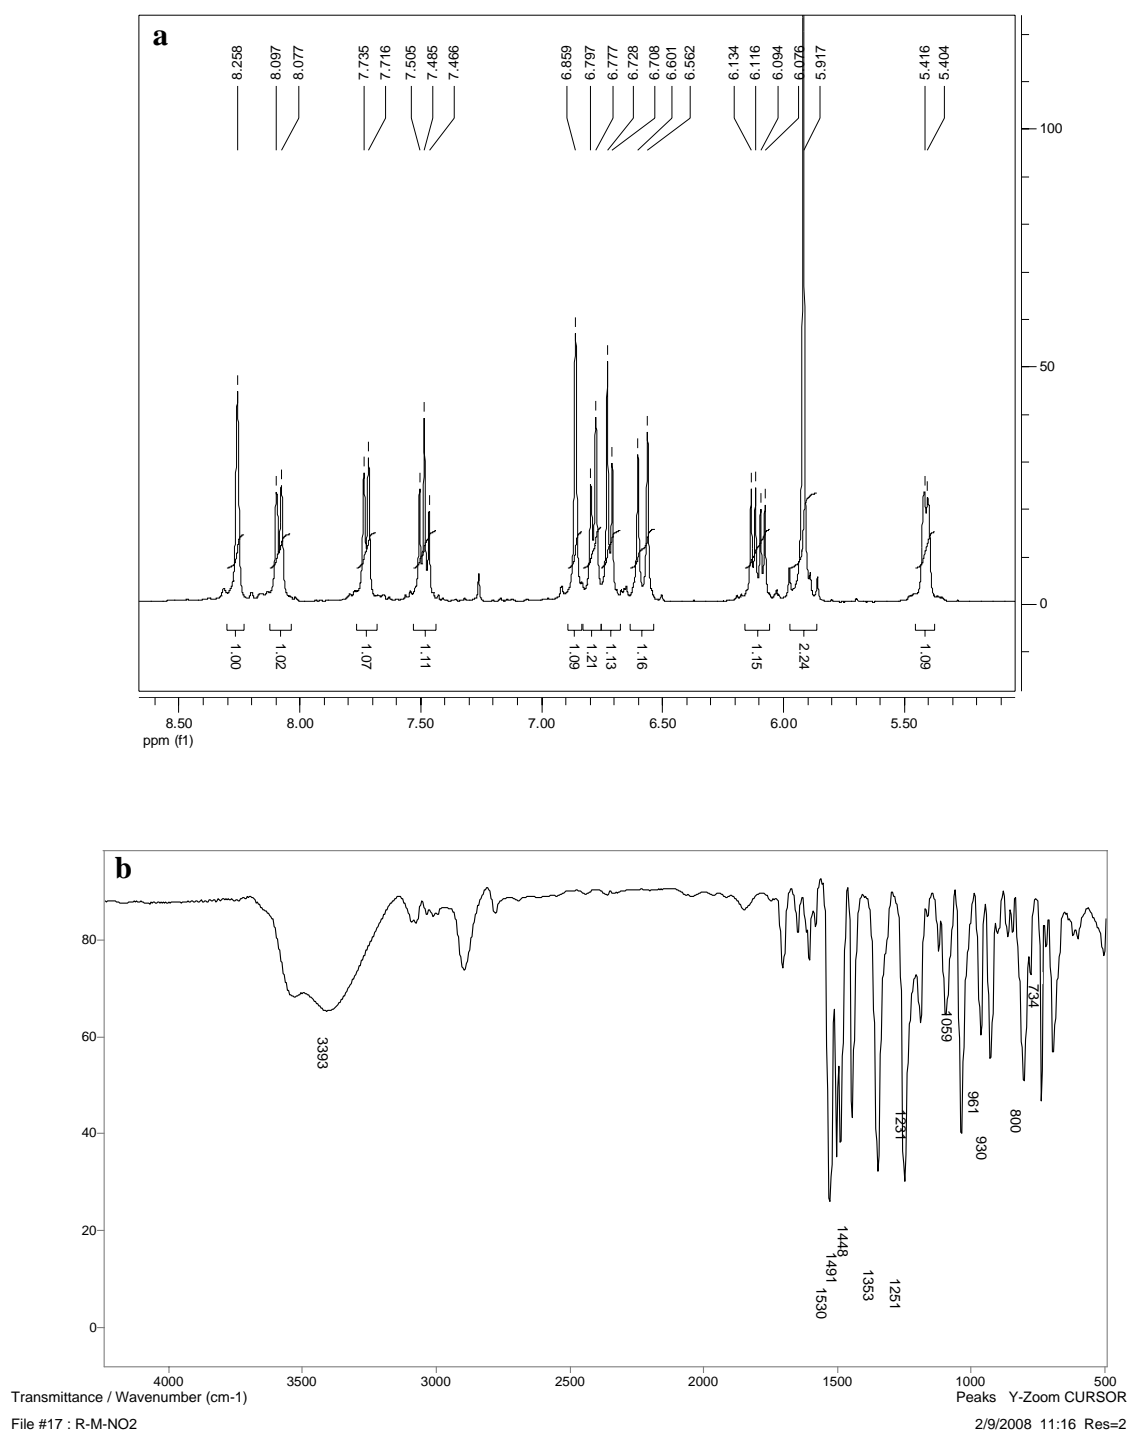 a
8.258 8.097 8.077 7.735 7.716 7.505 7.485 7.466 6.859 6.797 6.777 6.728 6.708 6.601 6.562 6.134 6.116 6.094 6.076 5.917 5.416 5.404
100
50
0
1.00 1.02 1.07 1.11 1.09 1.21 1.13 1.16 1.15 2.24 1.09
8.50 8.00 7.50 7.00 6.50 6.00 5.50
ppm (f1)
b
80
60
40
20
0
3393
1530
1491
1448
1353
1251
1231
1059
961
930
800
734
4000 3500 3000 2500 2000 1500 1000 500
Transmittance / Wavenumber (cm-1) Peaks Y-Zoom CURSOR
File #17 : R-M-NO2 2/9/2008 11:16 Res=2